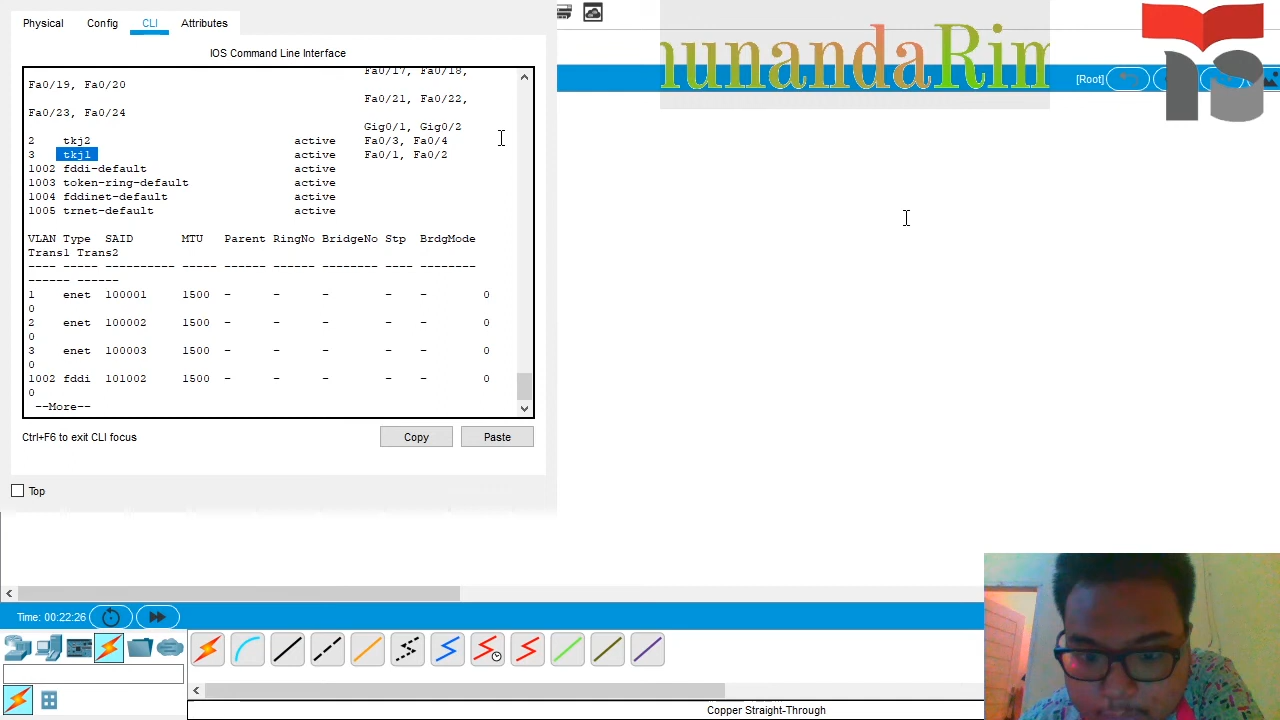 Physical Config CLI Attributes
IOS Command Line Interface
Fa0/17, Fa0/18,
Fa0/19, Fa0/20
Fa0/21, Fa0/22,
Fa0/23, Fa0/24
Gig0/1, Gig0/2
2 tkj2 active Fa0/3, Fa0/4
3 tkj1 active Fa0/1, Fa0/2
1002 fddi-default active
1003 token-ring-default active
1004 fddinet-default active
1005 trnet-default active
VLAN Type SAID MTU Parent RingNo BridgeNo Stp BrdgMode
Trans1 Trans2
---- ----- ---------- ----- ------ ------ -------- ---- --------
------ ------
1 enet 100001 1500 - - - - - 0
0
2 enet 100002 1500 - - - - - 0
0
3 enet 100003 1500 - - - - - 0
0
1002 fddi 101002 1500 - - - - - 0
0
--More--
Ctrl+F6 to exit CLI focus
Copy Paste
Top
hunandaRim
[Root]
Time: 00:22:26
Copper Straight-Through